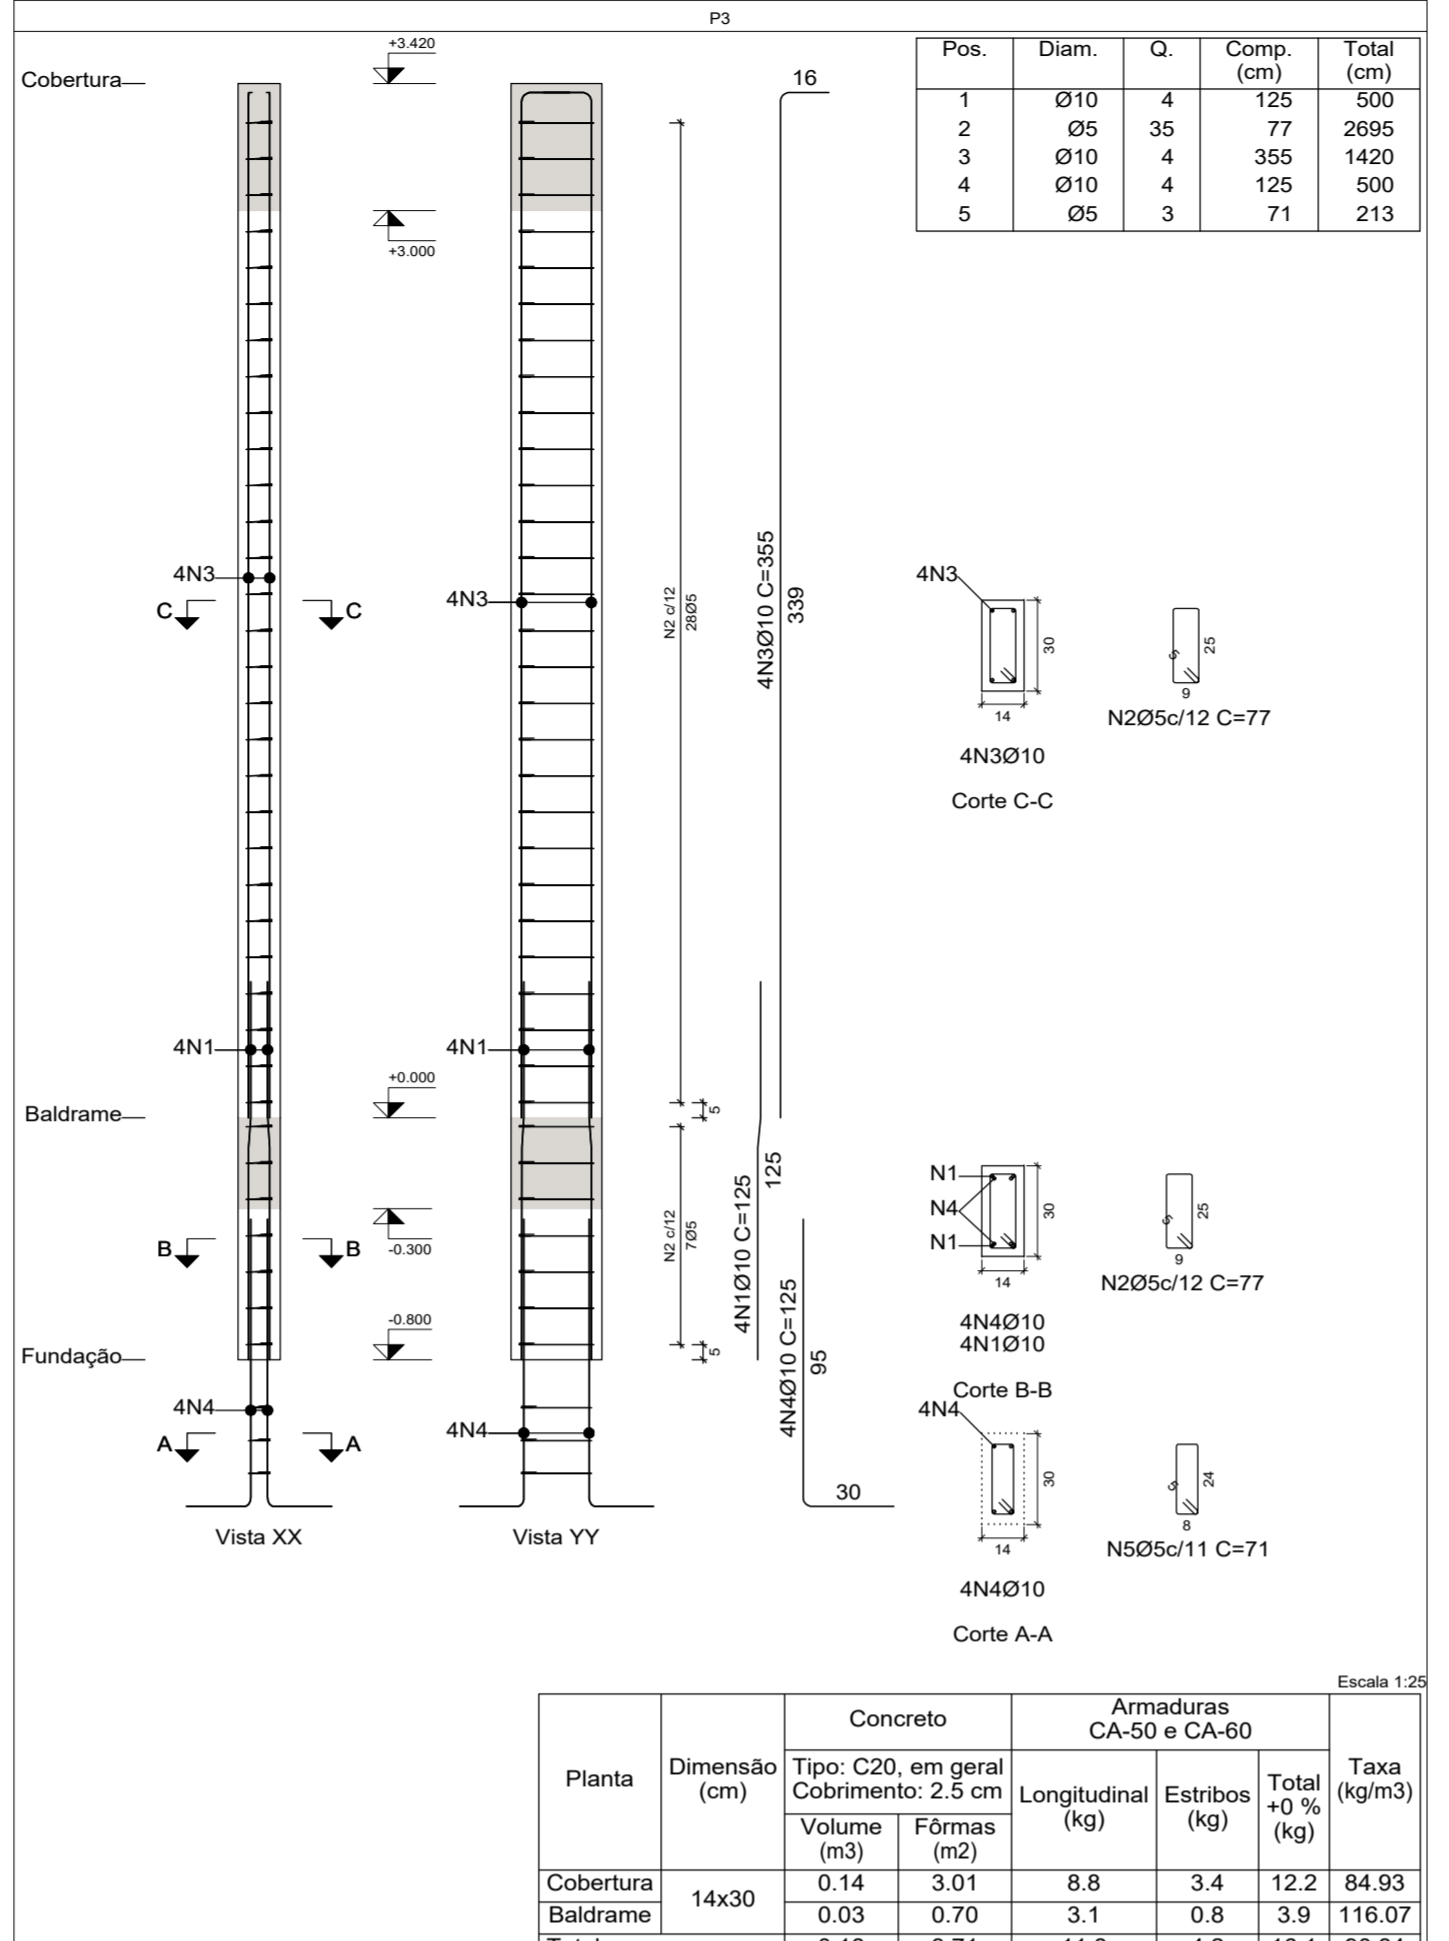 P3
Pos. Diam. Q. Comp. (cm) Total (cm)
1 Ø10 4 125 500
2 Ø5 35 77 2695
3 Ø10 4 355 1420
4 Ø10 4 125 500
5 Ø5 3 71 213
Cobertura
+3.420
+3.000
16
4N3Ø10 C=355
339
N2 c/12
28Ø5
4N3
4N3
C
C
4N1
4N1
+0.000
Baldrame
5
125
4N1Ø10 C=125
N2 c/12
7Ø5
B
B
-0.300
-0.800
Fundação
5
4N4Ø10 C=125
95
30
4N4
4N4
A
A
Vista XX
Vista YY
4N3
30
14
5
25
9
N2Ø5c/12 C=77
4N3Ø10
Corte C-C
N1
N4
N1
30
14
5
25
9
N2Ø5c/12 C=77
4N4Ø10
4N1Ø10
Corte B-B
4N4
30
14
5
24
8
N5Ø5c/11 C=71
4N4Ø10
Corte A-A
Escala 1:25
Planta
Dimensão (cm)
Concreto
Tipo: C20, em geral
Cobrimento: 2.5 cm
Volume (m3)
Fôrmas (m2)
Armaduras
CA-50 e CA-60
Longitudinal (kg)
Estribos (kg)
Total +0 % (kg)
Taxa (kg/m3)
Cobertura 14x30 0.14 3.01 8.8 3.4 12.2 84.93
Baldrame 0.03 0.70 3.1 0.8 3.9 116.07